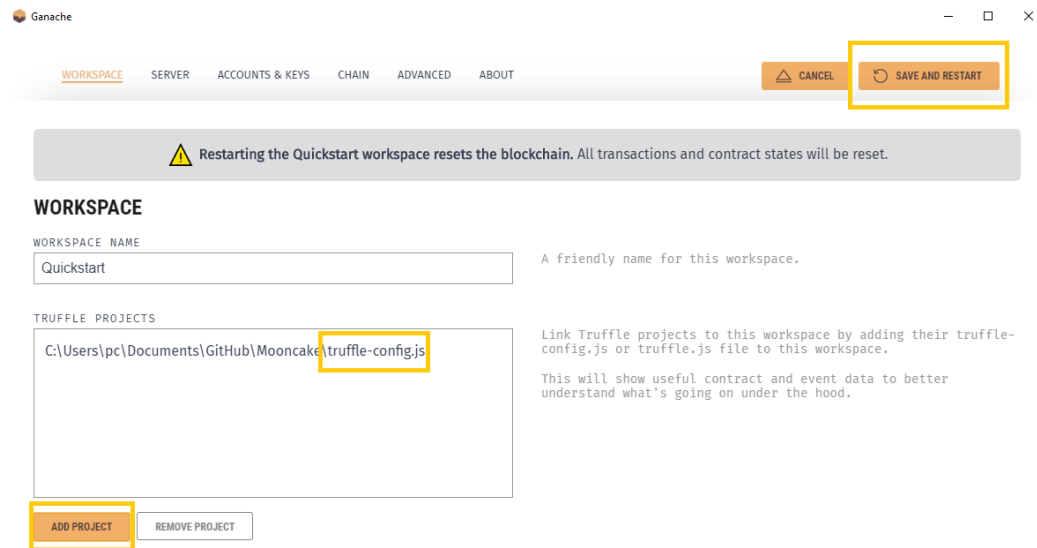 Ganache
WORKSPACE SERVER ACCOUNTS & KEYS CHAIN ADVANCED ABOUT CANCEL SAVE AND RESTART
Restarting the Quickstart workspace resets the blockchain. All transactions and contract states will be reset.
WORKSPACE
WORKSPACE NAME
Quickstart
A friendly name for this workspace.
TRUFFLE PROJECTS
C:\Users\pc\Documents\GitHub\Mooncake\truffle-config.js
Link Truffle projects to this workspace by adding their truffle-
config.js or truffle.js file to this workspace.
This will show useful contract and event data to better
understand what's going on under the hood.
ADD PROJECT REMOVE PROJECT